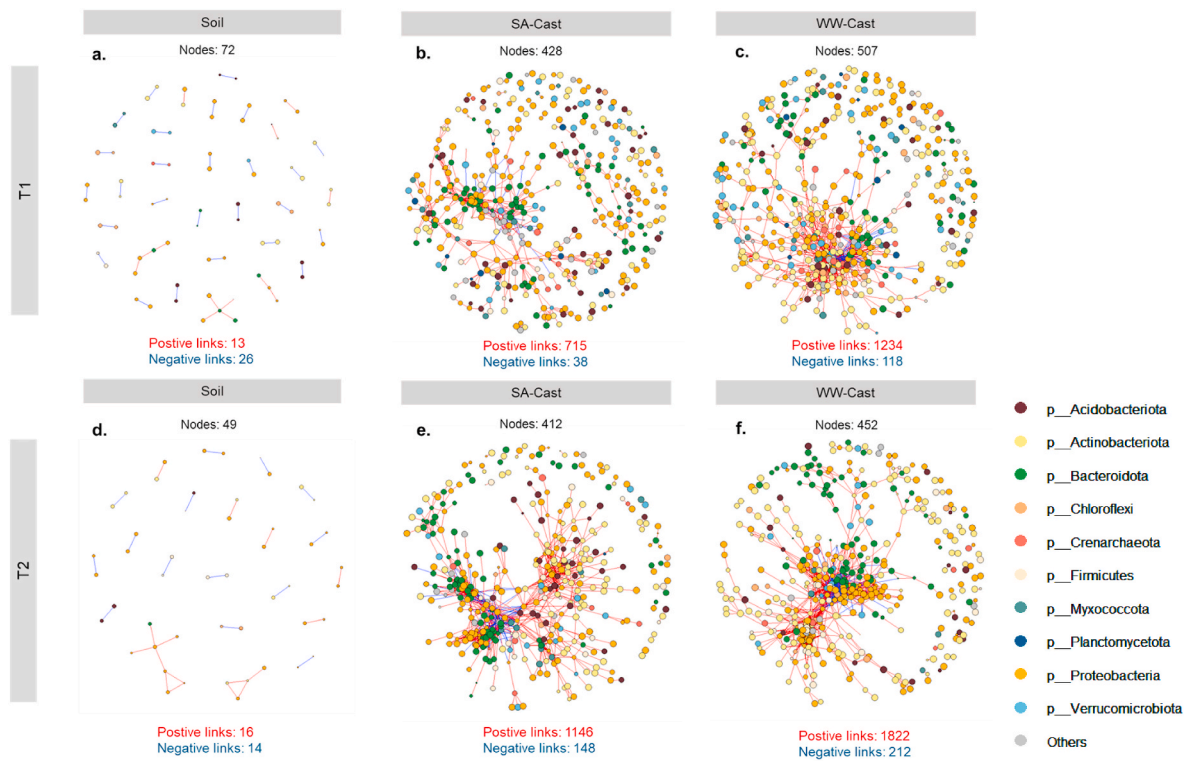 Soil
SA-Cast
WW-Cast
Nodes: 72
Nodes: 428
Nodes: 507
a.
b.
c.
T1
Postive links: 13
Negative links: 26
Postive links: 715
Negative links: 38
Postive links: 1234
Negative links: 118
Soil
SA-Cast
WW-Cast
Nodes: 49
Nodes: 412
Nodes: 452
d.
e.
f.
T2
Postive links: 16
Negative links: 14
Postive links: 1146
Negative links: 148
Postive links: 1822
Negative links: 212
p__Acidobacteriota
p__Actinobacteriota
p__Bacteroidota
p__Chloroflexi
p__Crenarchaeota
p__Firmicutes
p__Myxococcota
p__Planctomycetota
p__Proteobacteria
p__Verrucomicrobiota
Others